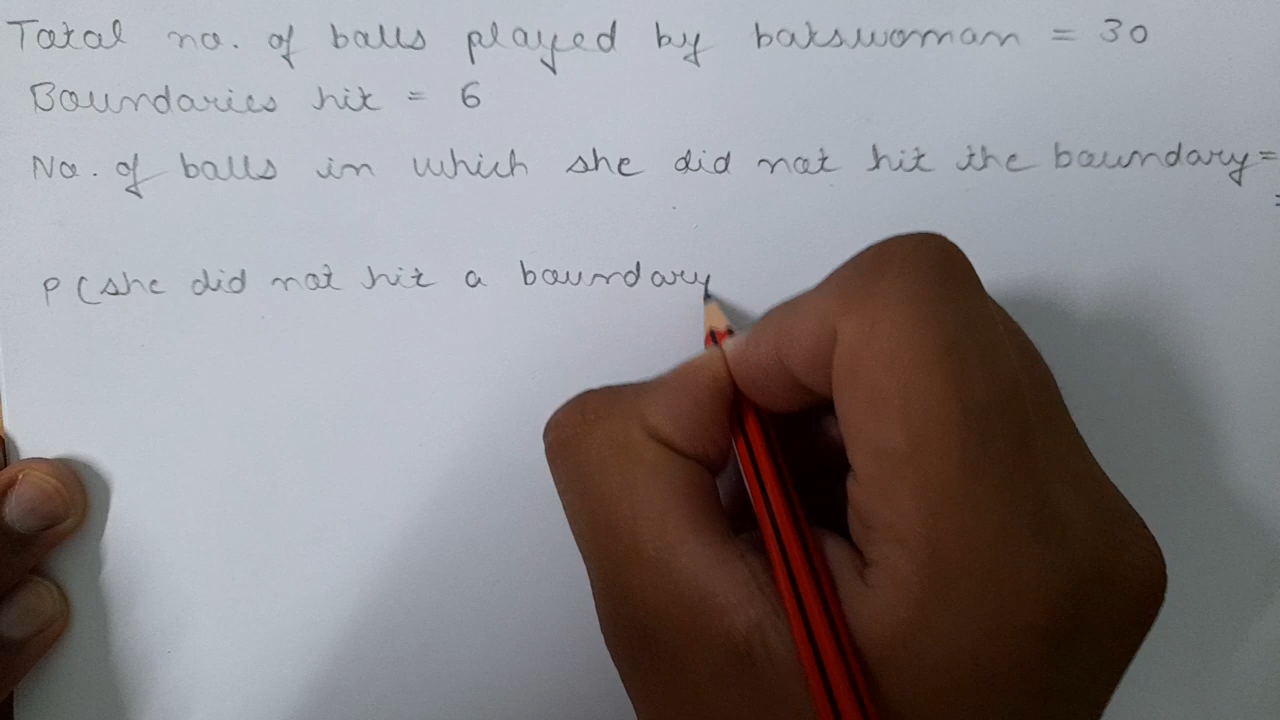 Total no. of balls played by batswoman = 30
Boundaries hit = 6
No. of balls in which she did not hit the boundary =
=
P (she did not hit a boundary